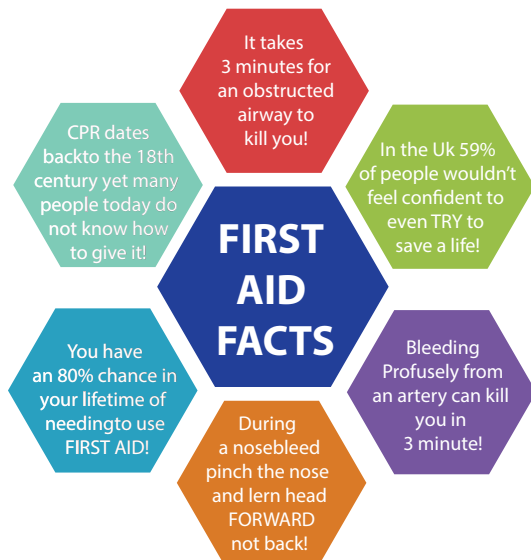 It takes
3 minutes for
an obstructed
airway to
kill you!
CPR dates
backto the 18th
century yet many
people today do
not know how
to give it!
In the Uk 59%
of people wouldn't
feel confident to
even TRY to
save a life!
FIRST
AID
FACTS
You have
an 80% chance in
your lifetime of
needingto use
FIRST AID!
Bleeding
Profusely from
an artery can kill
you in
3 minute!
During
a nosebleed
pinch the nose
and lern head
FORWARD
not back!